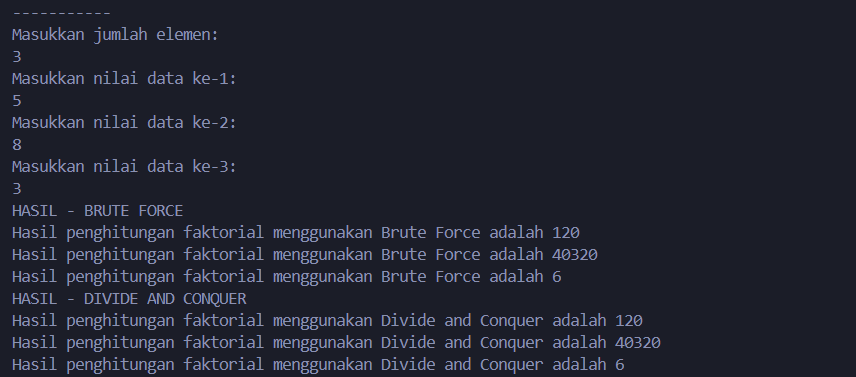 -----------
Masukkan jumlah elemen:
3
Masukkan nilai data ke-1:
5
Masukkan nilai data ke-2:
8
Masukkan nilai data ke-3:
3
HASIL - BRUTE FORCE
Hasil penghitungan faktorial menggunakan Brute Force adalah 120
Hasil penghitungan faktorial menggunakan Brute Force adalah 40320
Hasil penghitungan faktorial menggunakan Brute Force adalah 6
HASIL - DIVIDE AND CONQUER
Hasil penghitungan faktorial menggunakan Divide and Conquer adalah 120
Hasil penghitungan faktorial menggunakan Divide and Conquer adalah 40320
Hasil penghitungan faktorial menggunakan Divide and Conquer adalah 6